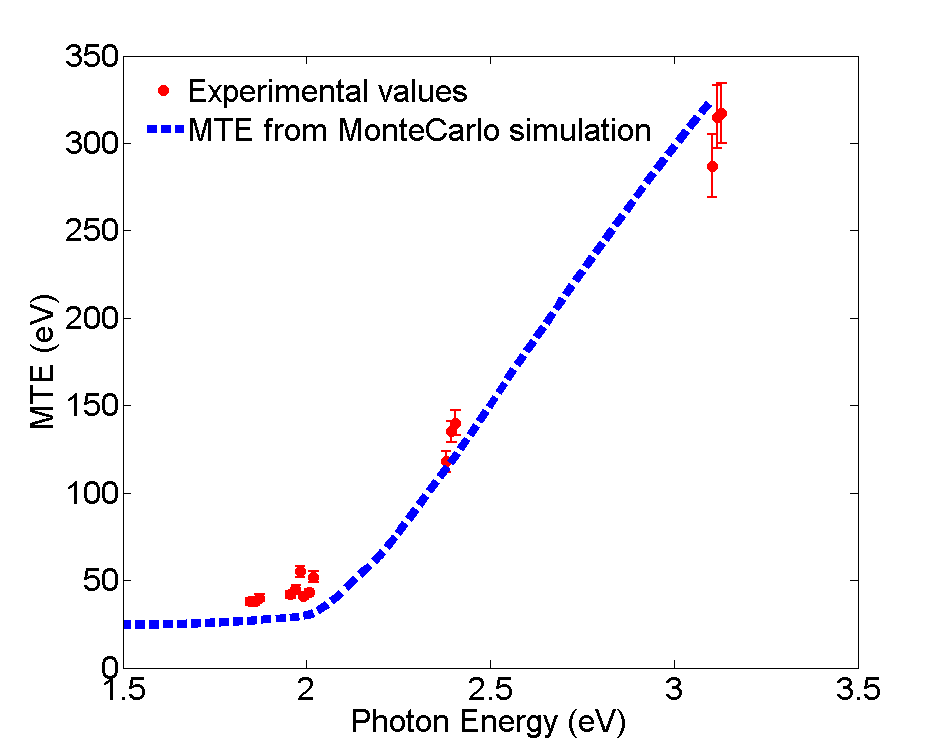 350
300
250
200
150
100
50
0
MTE (eV)
Experimental values
MTE from MonteCarlo simulation
1.5 2 2.5 3 3.5
Photon Energy (eV)